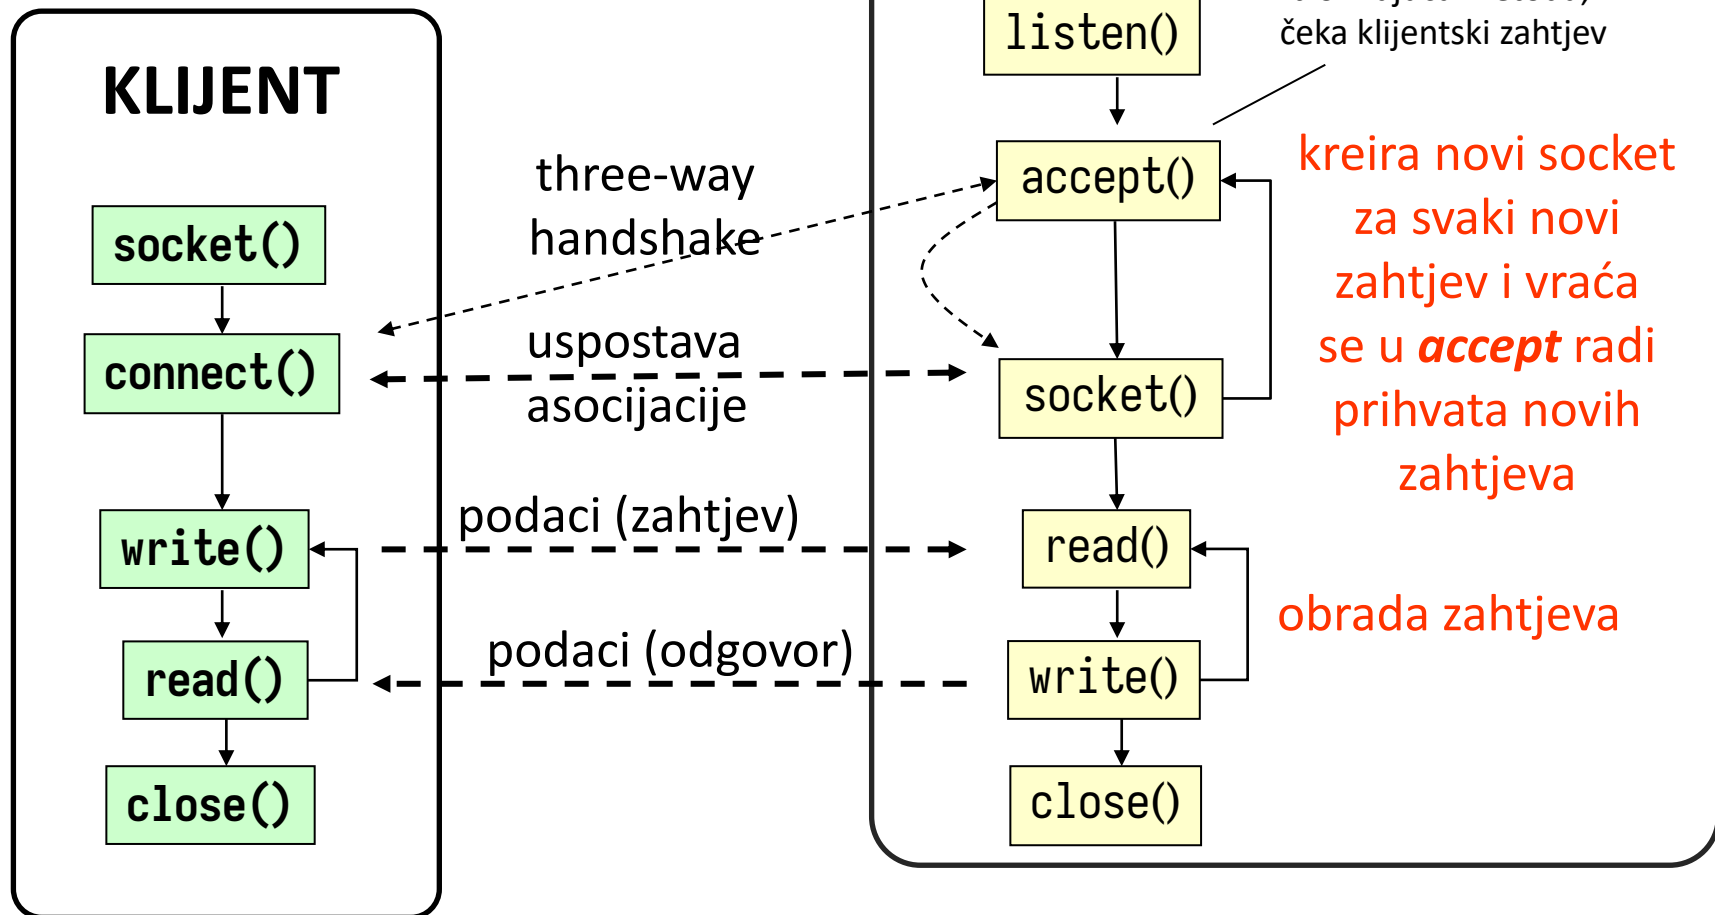 KLIJENT
socket()
connect()
write()
read()
close()
three-way
handshake
uspostava
asocijacije
podaci (zahtjev)
podaci (odgovor)
listen()
accept()
socket()
read()
write()
close()
čeka klijentski zahtjev
kreira novi socket
za svaki novi
zahtjev i vraća
se u accept radi
prihvata novih
zahtjeva
obrada zahtjeva